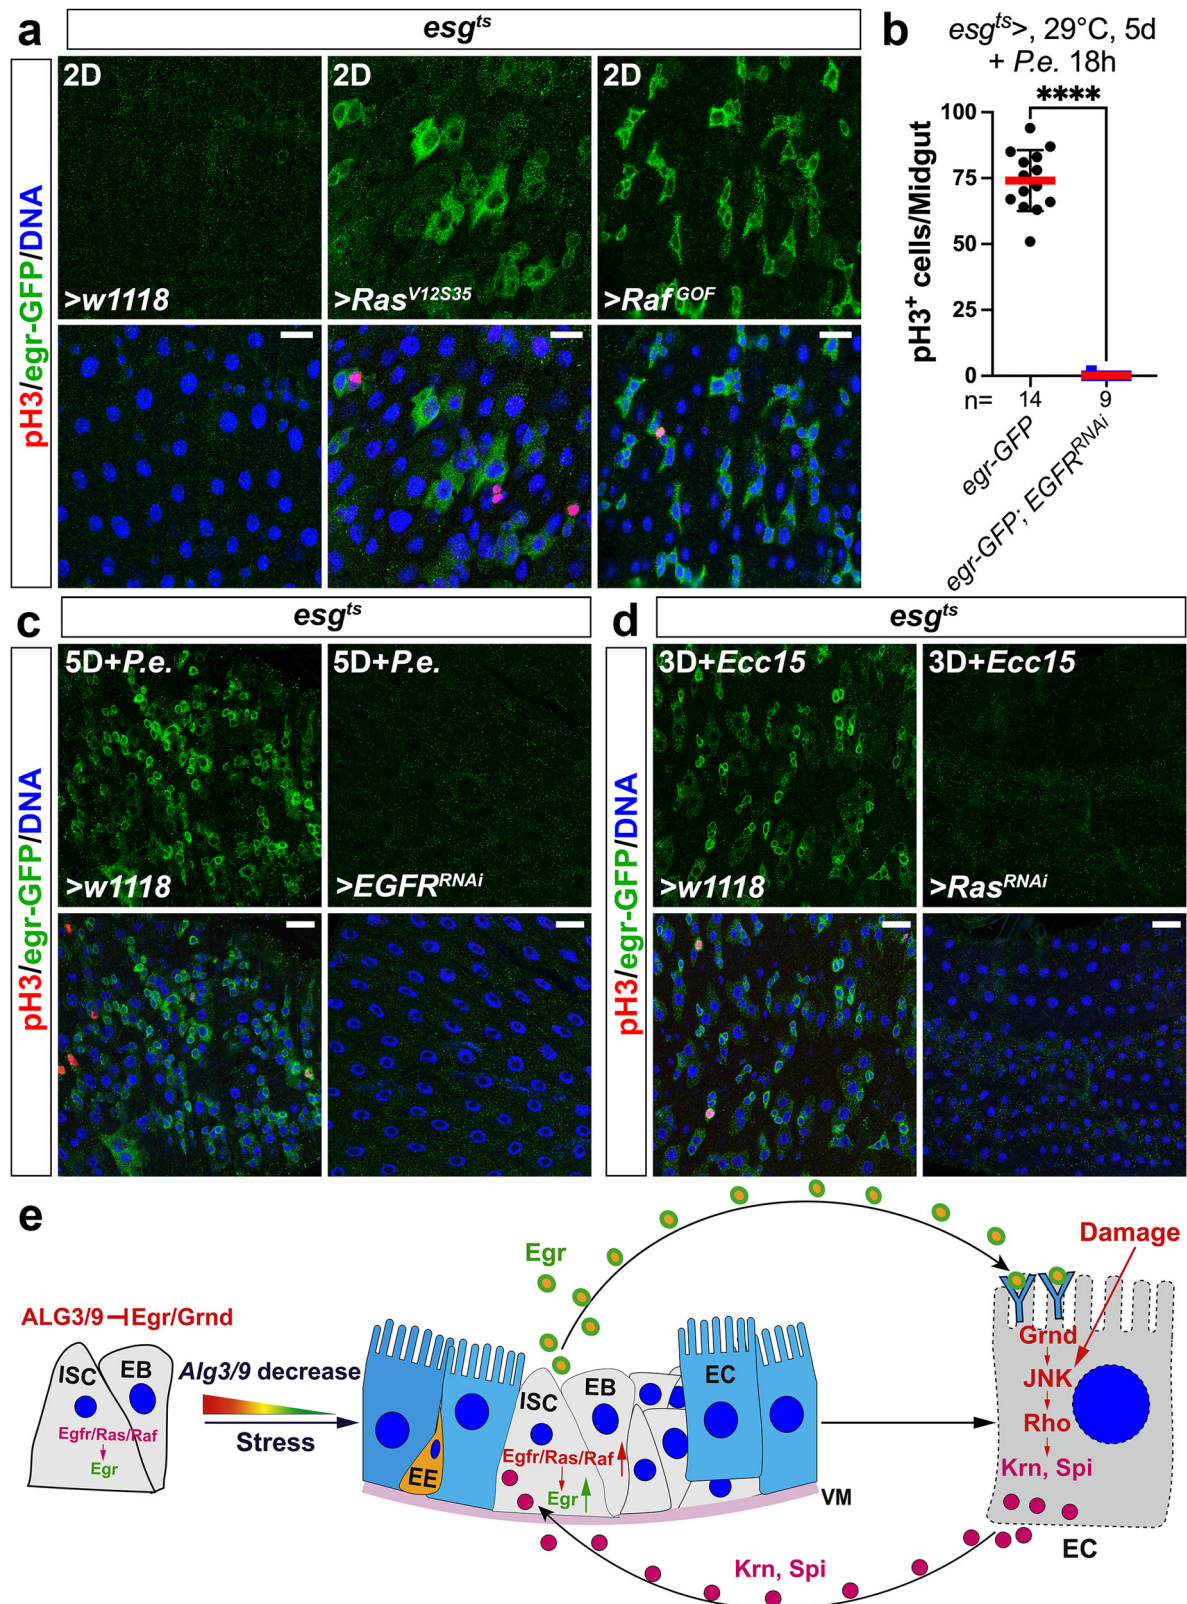 a
esg^ts
pH3/egr-GFP/DNA
2D
>w1118
2D
>Ras^V12S35
2D
>Raf^GOF
b
esg^ts>, 29°C, 5d
+ P.e. 18h
****
pH3⁺ cells/Midgut
100
75
50
25
0
n=
14
9
egr-GFP
egr-GFP; EGFR^RNAi
c
esg^ts
pH3/egr-GFP/DNA
5D+P.e.
>w1118
5D+P.e.
>EGFR^RNAi
d
esg^ts
pH3/egr-GFP/DNA
3D+Ecc15
>w1118
3D+Ecc15
>Ras^RNAi
e
ALG3/9⊣Egr/Grnd
ISC
EB
Egfr/Ras/Raf
Egr
Alg3/9 decrease
Stress
Egr
EE
ISC
EB
EC
Egfr/Ras/Raf
Egr
VM
Damage
Grnd
JNK
Rho
Krn, Spi
EC
Krn, Spi